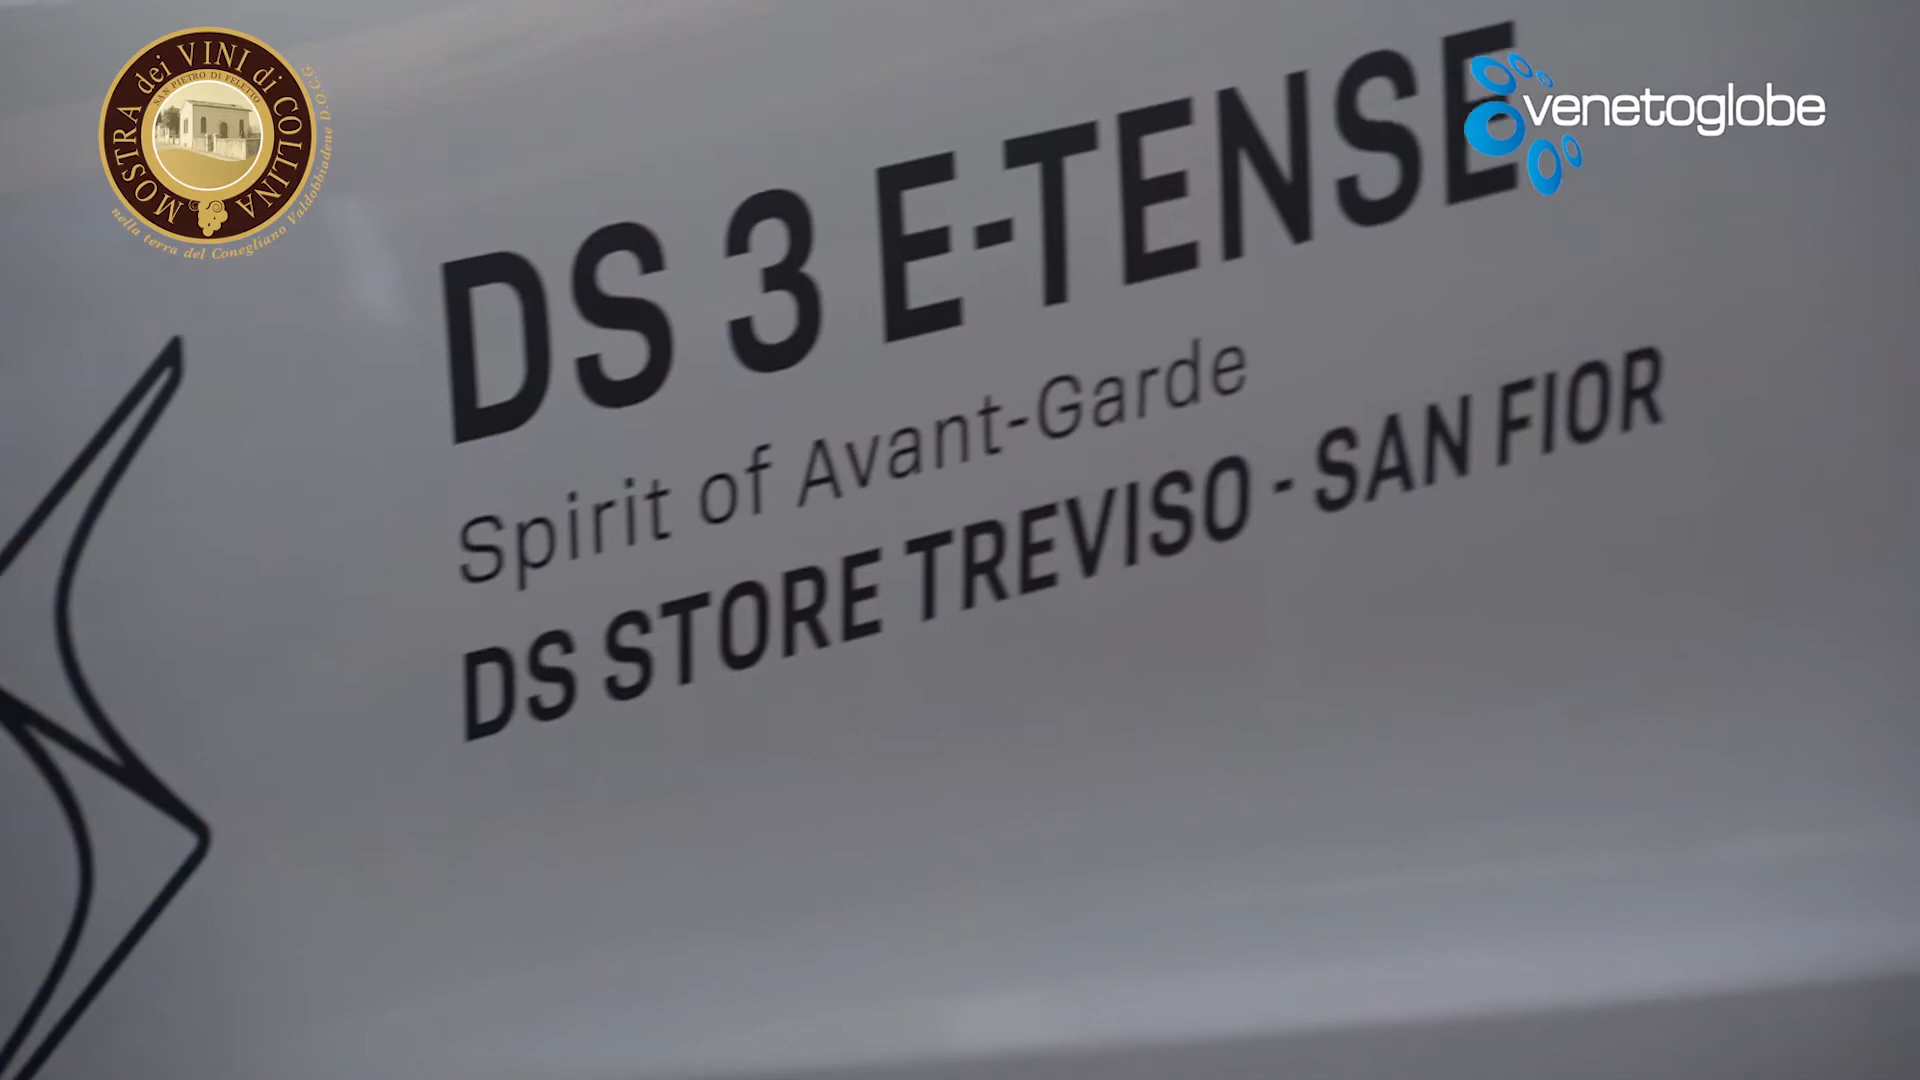 MOSTRA dei VINI di COLLINA
SAN PIETRO DI FELETTO
nella terra del Conegliano Valdobbiadene D.O.C.G.
venetoglobe
DS 3 E-TENSE
Spirit of Avant-Garde
DS STORE TREVISO - SAN FIOR